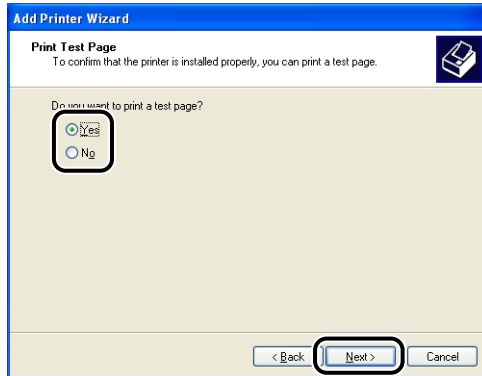 Add Printer Wizard
Print Test Page
To confirm that the printer is installed properly, you can print a test page.
Do you want to print a test page?
Yes
No
< Back
Next >
Cancel